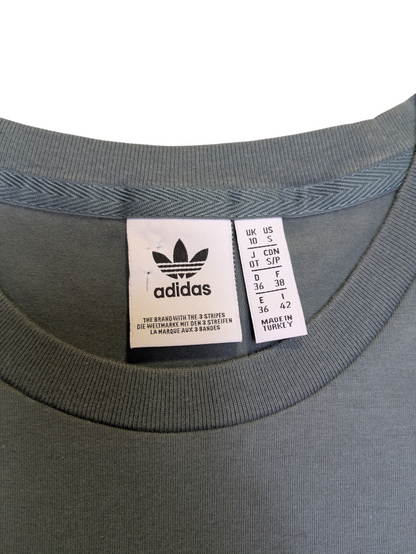 adidas
THE BRAND WITH THE 3 STRIPES
DIE WELTMARKE MIT DEN 3 STREIFEN
LA MARQUE AUX 3 BANDES
UK US
10 S
J CDN
OT S/P
D F
36 38
E I
36 42
MADE IN
TURKEY